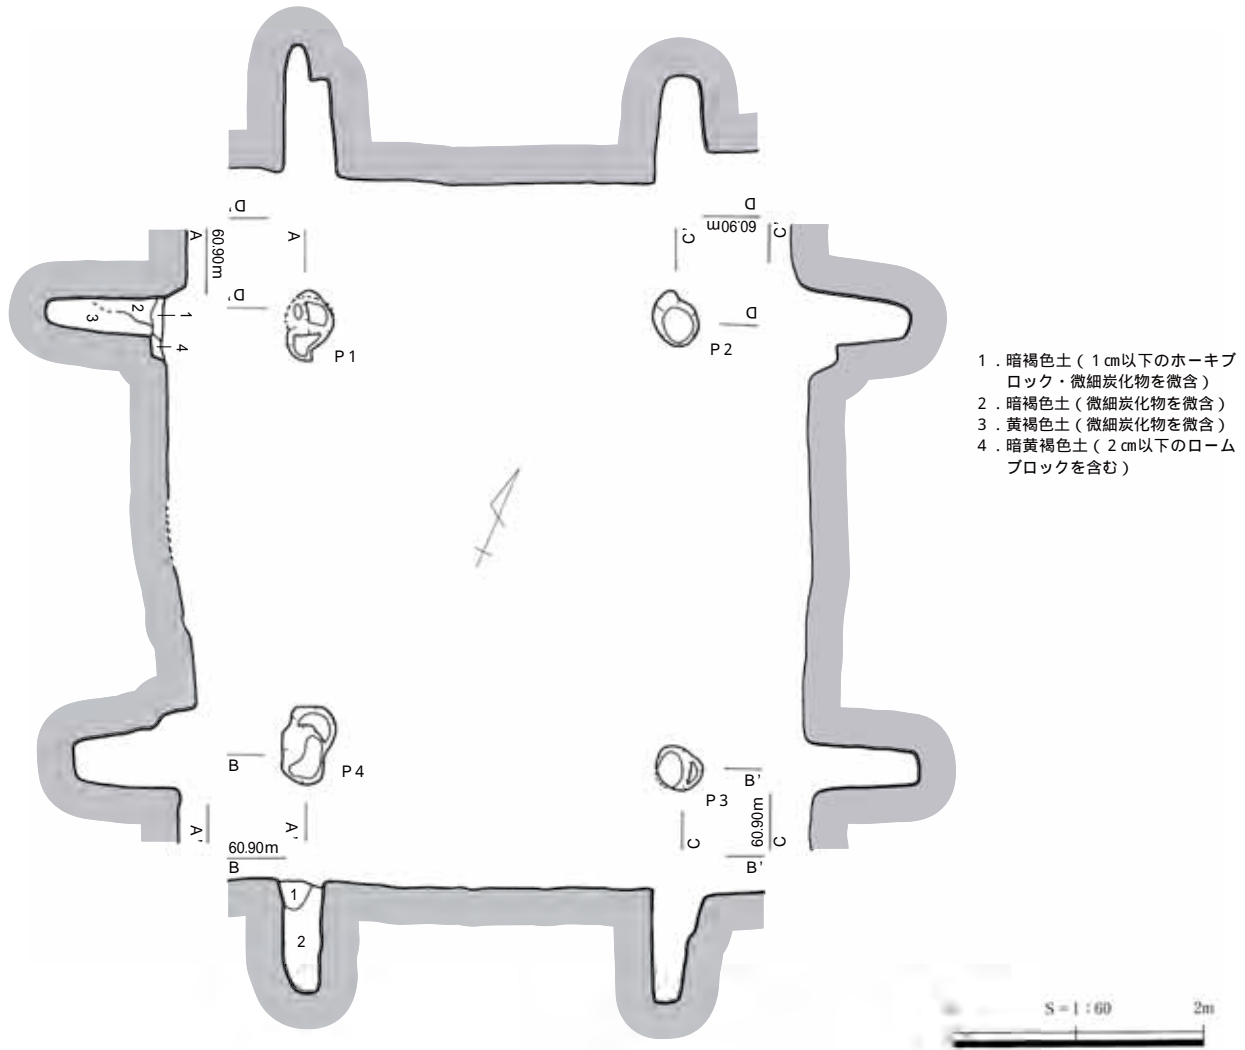 D'
D
60.90m
A
60.90m
A
C'
C'
D'
D
1
2
3
4
P1
P2
1．暗褐色土（1㎝以下のホーキブ
ロック・微細炭化物を微含）
2．暗褐色土（微細炭化物を微含）
3．黄褐色土（微細炭化物を微含）
4．暗黄褐色土（2㎝以下のローム
ブロックを含む）
B
P4
B'
P3
A'
A'
60.90m
C
C
60.90m
B
B'
1
2
S=1:60
2m